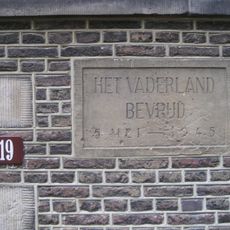 HET VADERLAND
BEVRIJD
5 MEI — 1945
19